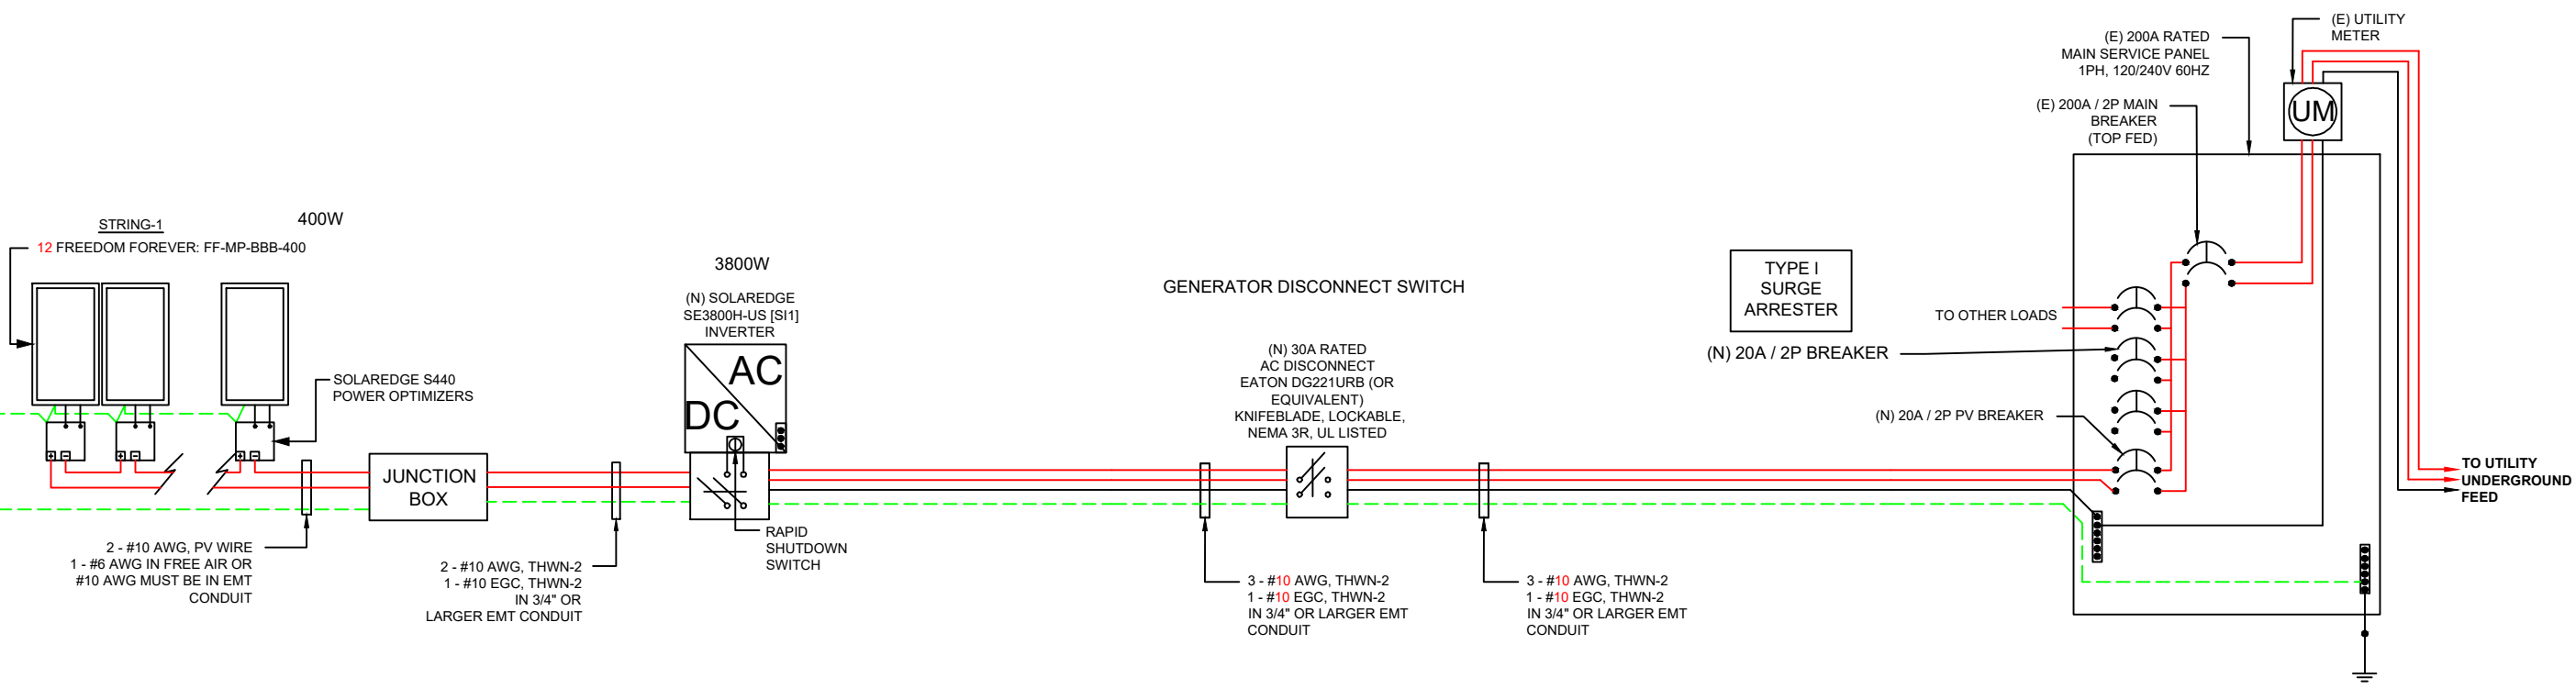 STRING-1
400W
12 FREEDOM FOREVER: FF-MP-BBB-400
SOLAREDGE S440
POWER OPTIMIZERS
JUNCTION
BOX
2 - #10 AWG, PV WIRE
1 - #6 AWG IN FREE AIR OR
#10 AWG MUST BE IN EMT
CONDUIT
2 - #10 AWG, THWN-2
1 - #10 EGC, THWN-2
IN 3/4" OR
LARGER EMT CONDUIT
3800W
(N) SOLAREDGE
SE3800H-US [SI1]
INVERTER
AC
DC
RAPID
SHUTDOWN
SWITCH
GENERATOR DISCONNECT SWITCH
(N) 30A RATED
AC DISCONNECT
EATON DG221URB (OR
EQUIVALENT)
KNIFEBLADE, LOCKABLE,
NEMA 3R, UL LISTED
3 - #10 AWG, THWN-2
1 - #10 EGC, THWN-2
IN 3/4" OR LARGER EMT
CONDUIT
3 - #10 AWG, THWN-2
1 - #10 EGC, THWN-2
IN 3/4" OR LARGER EMT
CONDUIT
TYPE I
SURGE
ARRESTER
(N) 20A / 2P BREAKER
TO OTHER LOADS
(N) 20A / 2P PV BREAKER
(E) 200A RATED
MAIN SERVICE PANEL
1PH, 120/240V 60HZ
(E) 200A / 2P MAIN
BREAKER
(TOP FED)
(E) UTILITY
METER
UM
TO UTILITY
UNDERGROUND
FEED